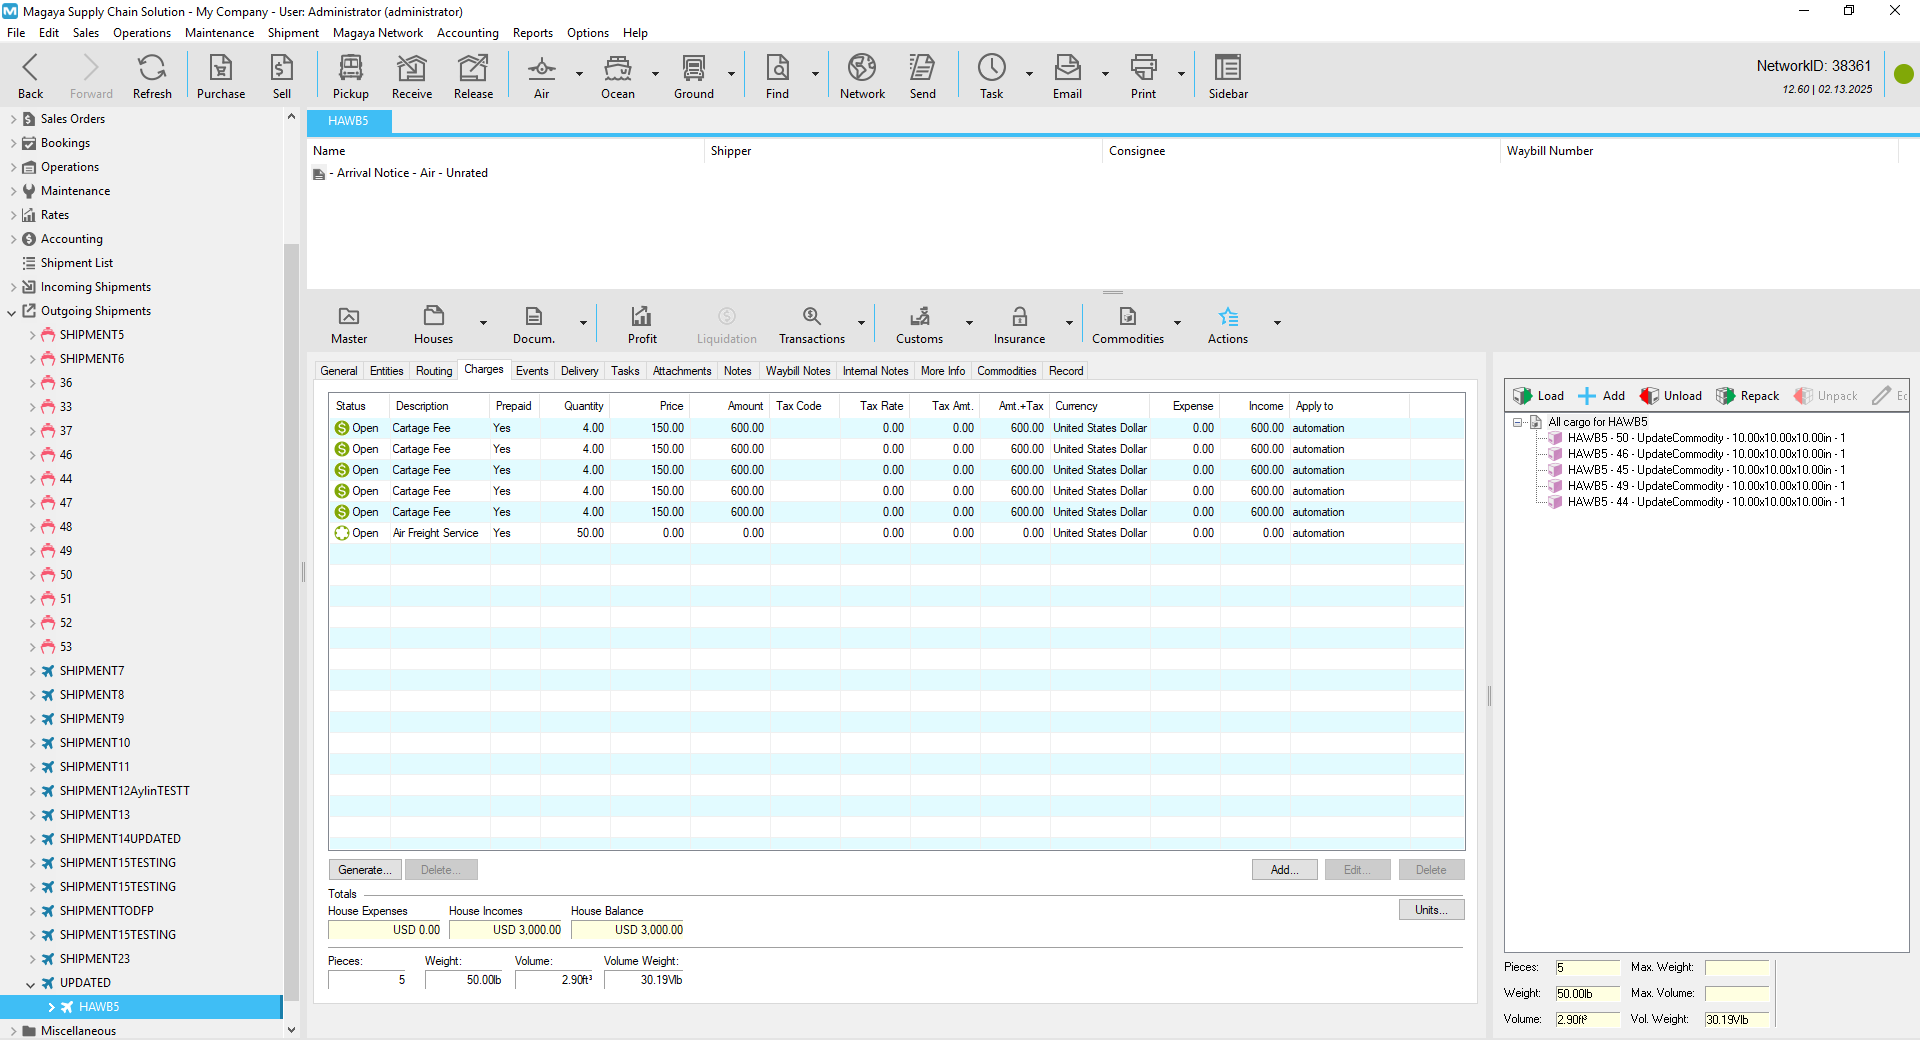 Magaya Supply Chain Solution - My Company - User: Administrator (administrator)
File Edit Sales Operations Maintenance Shipment Magaya Network Accounting Reports Options Help
Back Forward Refresh Purchase Sell Pickup Receive Release Air Ocean Ground Find Network Send Task Email Print Sidebar
NetworkID: 38361
12.60 | 02.13.2025
Sales Orders
Bookings
Operations
Maintenance
Rates
Accounting
Shipment List
Incoming Shipments
Outgoing Shipments
SHIPMENT5
SHIPMENT6
36
33
37
46
44
47
48
49
50
51
52
53
SHIPMENT7
SHIPMENT8
SHIPMENT9
SHIPMENT10
SHIPMENT11
SHIPMENT12AylinTESTT
SHIPMENT13
SHIPMENT14UPDATED
SHIPMENT15TESTING
SHIPMENT15TESTING
SHIPMENTTODFP
SHIPMENT15TESTING
SHIPMENT23
UPDATED
HAWB5
Miscellaneous
HAWB5
Name Shipper Consignee Waybill Number
- Arrival Notice - Air - Unrated
Master Houses Docum. Profit Liquidation Transactions Customs Insurance Commodities Actions
General Entities Routing Charges Events Delivery Tasks Attachments Notes Waybill Notes Internal Notes More Info Commodities Record
Status Description Prepaid Quantity Price Amount Tax Code Tax Rate Tax Amt. Amt.+Tax Currency Expense Income Apply to
Open Cartage Fee Yes 4.00 150.00 600.00 0.00 0.00 600.00 United States Dollar 0.00 600.00 automation
Open Cartage Fee Yes 4.00 150.00 600.00 0.00 0.00 600.00 United States Dollar 0.00 600.00 automation
Open Cartage Fee Yes 4.00 150.00 600.00 0.00 0.00 600.00 United States Dollar 0.00 600.00 automation
Open Cartage Fee Yes 4.00 150.00 600.00 0.00 0.00 600.00 United States Dollar 0.00 600.00 automation
Open Cartage Fee Yes 4.00 150.00 600.00 0.00 0.00 600.00 United States Dollar 0.00 600.00 automation
Open Air Freight Service Yes 50.00 0.00 0.00 0.00 0.00 0.00 United States Dollar 0.00 0.00 automation
Generate... Delete... Add... Edit... Delete
Totals
House Expenses House Incomes House Balance Units...
USD 0.00 USD 3,000.00 USD 3,000.00
Pieces: Weight: Volume: Volume Weight:
5 50.00lb 2.90ft³ 30.19Vlb
Load Add Unload Repack Unpack Ec
All cargo for HAWB5
HAWB5 - 50 - UpdateCommodity - 10.00x10.00x10.00in - 1
HAWB5 - 46 - UpdateCommodity - 10.00x10.00x10.00in - 1
HAWB5 - 45 - UpdateCommodity - 10.00x10.00x10.00in - 1
HAWB5 - 49 - UpdateCommodity - 10.00x10.00x10.00in - 1
HAWB5 - 44 - UpdateCommodity - 10.00x10.00x10.00in - 1
Pieces: 5 Max. Weight:
Weight: 50.00lb Max. Volume:
Volume: 2.90ft³ Vol. Weight: 30.19Vlb